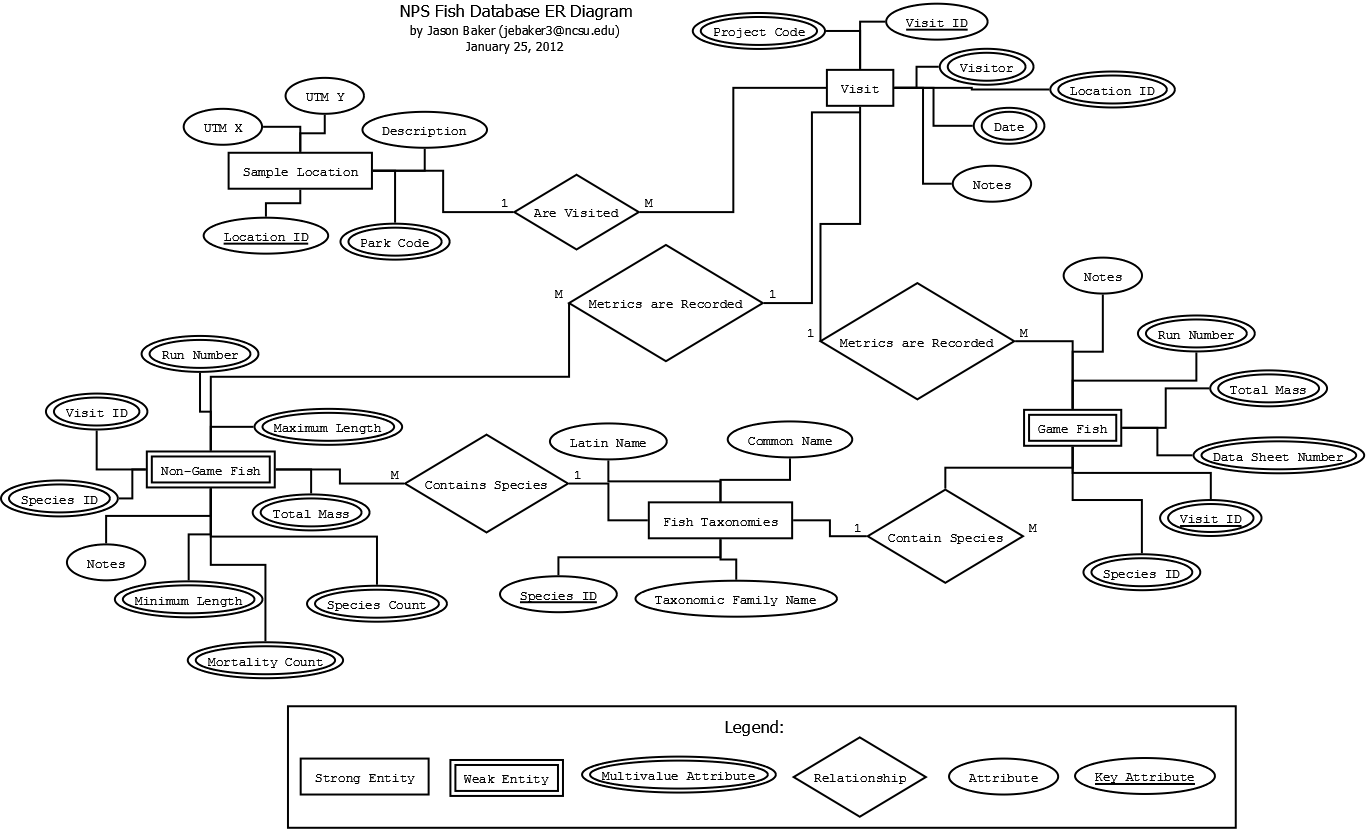 NPS Fish Database ER Diagram
by Jason Baker (jebaker3@ncsu.edu)
January 25, 2012
Project Code
Visit ID
Visitor
Visit
Location ID
Date
Notes
UTM Y
UTM X
Description
Sample Location
Location ID
Park Code
1
Are Visited
M
M
Metrics are Recorded
1
1
Metrics are Recorded
M
Notes
Run Number
Total Mass
Game Fish
Data Sheet Number
Visit ID
Species ID
Run Number
Visit ID
Maximum Length
Non-Game Fish
Species ID
Total Mass
Notes
Minimum Length
Species Count
Mortality Count
M
Contains Species
1
Latin Name
Common Name
Fish Taxonomies
Species ID
Taxonomic Family Name
1
Contain Species
M
Legend:
Strong Entity
Weak Entity
Multivalue Attribute
Relationship
Attribute
Key Attribute